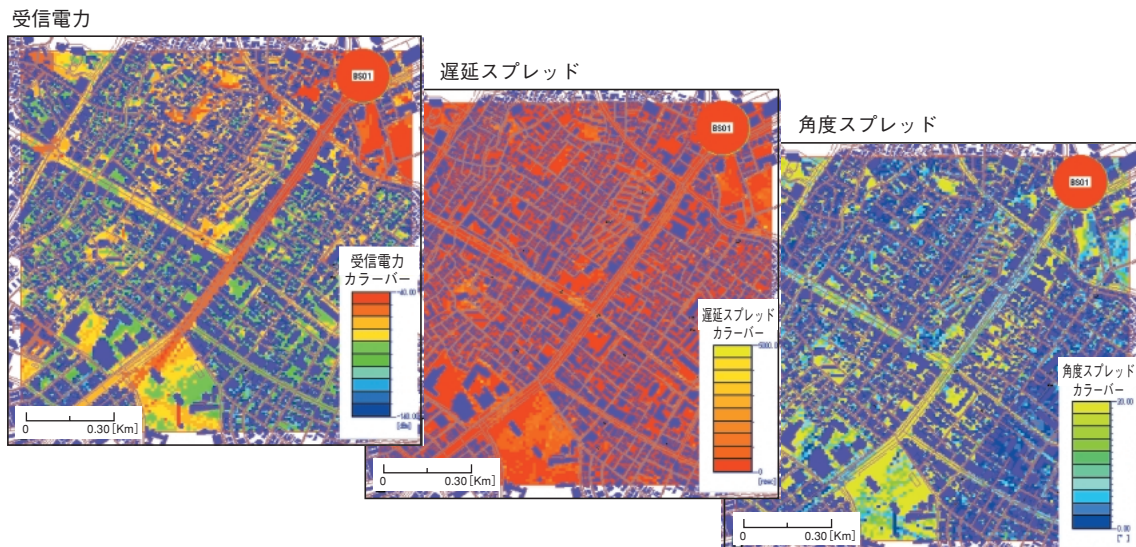 受信電力
BS01
受信電力
カラーバー
-40.00
-140.00
0 0.30[Km]
遅延スプレッド
BS01
遅延スプレッド
カラーバー
0
[nsec]
0 0.30[Km]
角度スプレッド
BS01
角度スプレッド
カラーバー
20.00
0.00
[°]
0 0.30[Km]